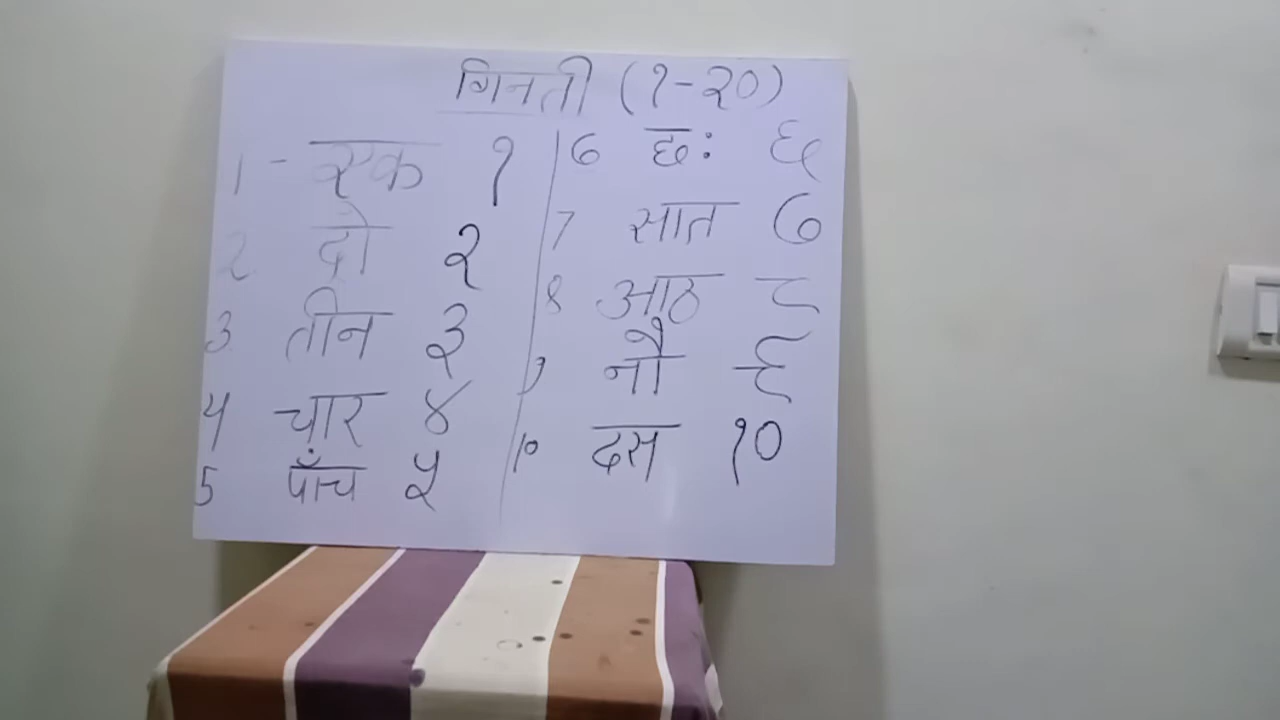 गिनती (१-२०)
1 - एक १
2 दो २
3 तीन ३
4 चार ४
5 पाँच ५
6 छः ६
7 सात ७
8 आठ ८
9 नौ ९
10 दस १०